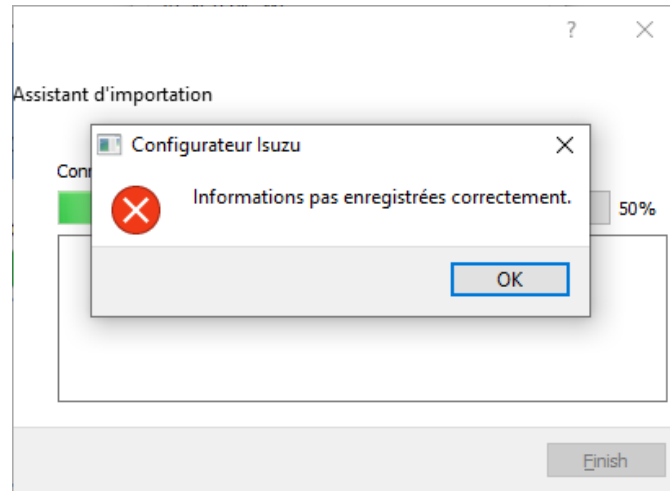 ?
Assistant d'importation
Configurateur Isuzu
Informations pas enregistrées correctement.
50%
OK
Finish